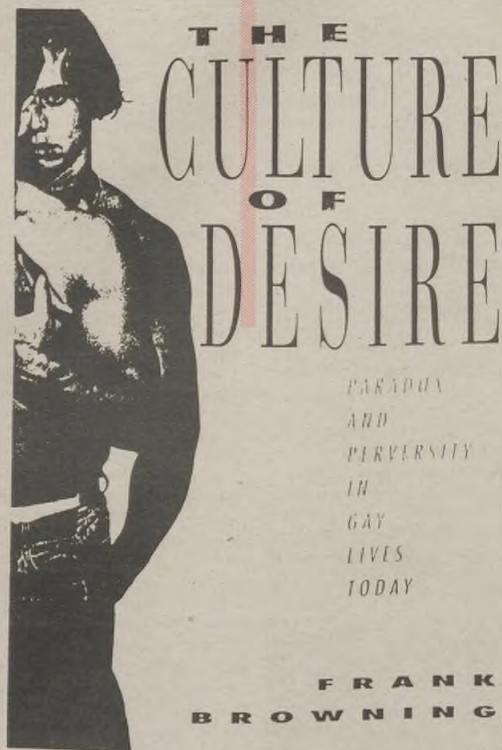 THE
CULTURE
OF
DESIRE
PARADOX
AND
PERVERSITY
IN
GAY
LIVES
TODAY
FRANK
BROWNING